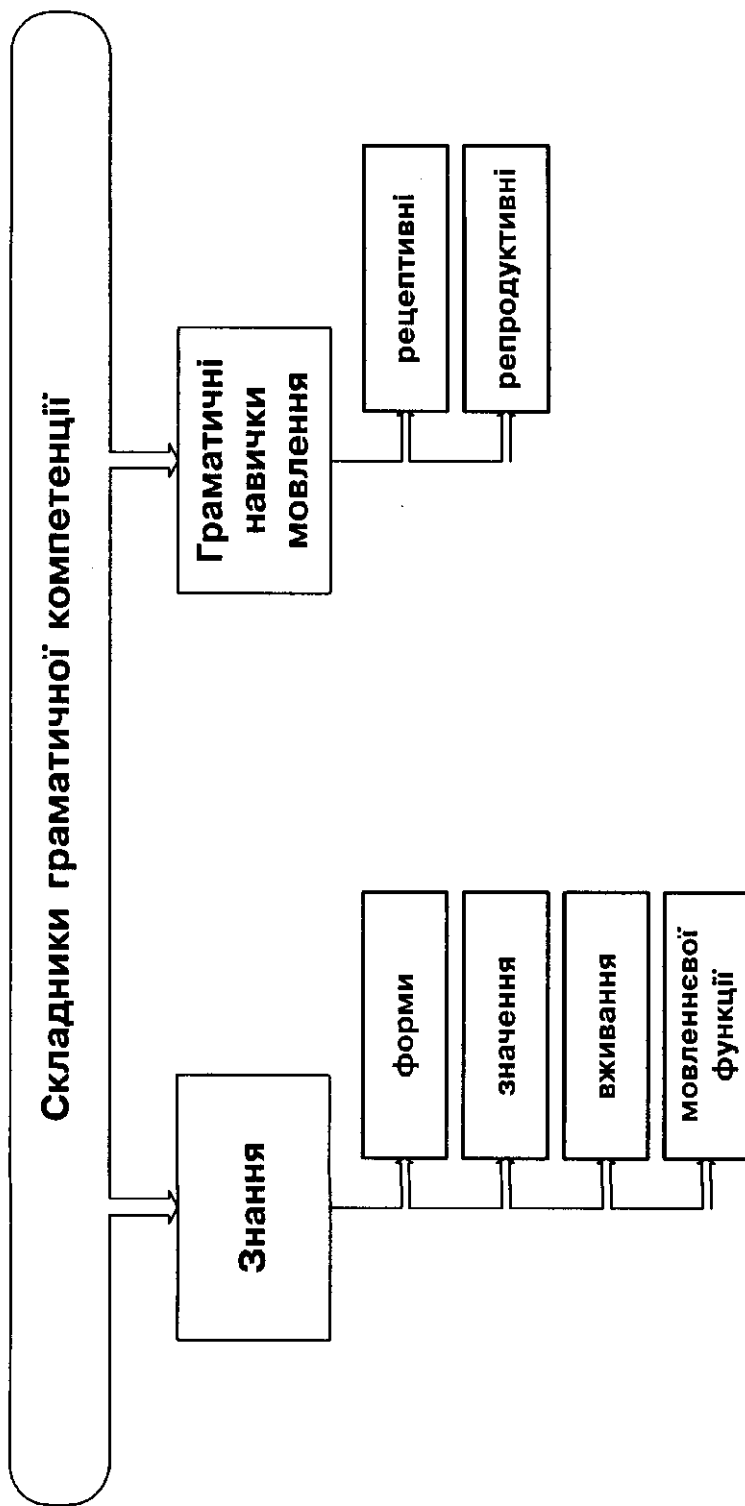 Складники граматичної компетенції
Знання
форми
значення
вживання
мовленнєвої
функції
Граматичні
навички
мовлення
рецептивні
репродуктивні